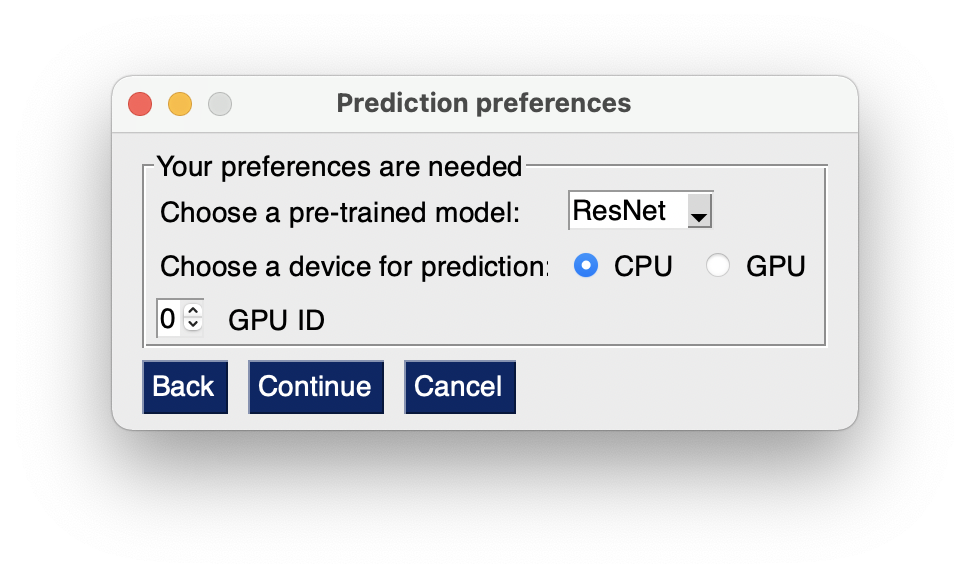 Prediction preferences
Your preferences are needed
Choose a pre-trained model: ResNet
Choose a device for prediction: CPU GPU
0 GPU ID
Back Continue Cancel